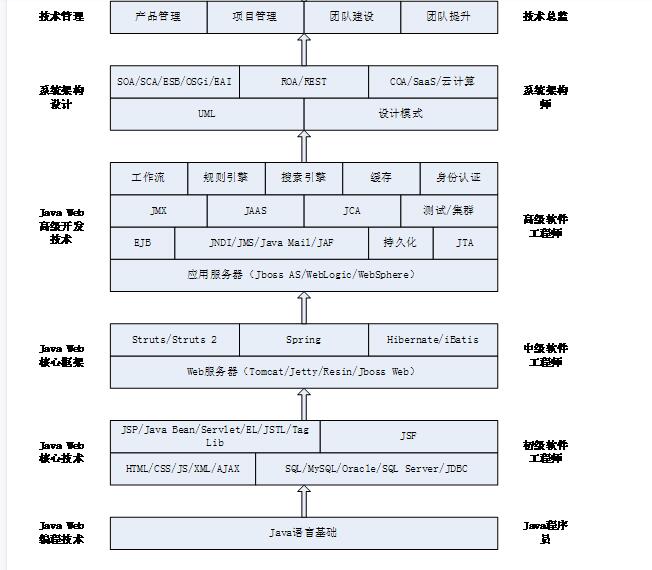 技术管理 产品管理 项目管理 团队建设 团队提升 技术总监
SOA/SCA/ESB/OSGi/EAI ROA/REST COA/SaaS/云计算
系统架构 系统架构
设计 师
UML 设计模式
工作流 规则引擎 搜索引擎 缓存 身份认证
JMX JAAS JCA 测试/集群
Java Web
高级开发 高级软件
技术 工程师
EJB JNDI/JMS/Java Mail/JAF 持久化 JTA
应用服务器（Jboss AS/WebLogic/WebSphere）
Struts/Struts 2 Spring Hibernate/iBatis
Java Web 中级软件
核心框架 工程师
Web服务器（Tomcat/Jetty/Resin/Jboss Web）
JSP/Java Bean/Servlet/EL/JSTL/Tag
Lib JSF
Java Web 初级软件
核心技术 工程师
HTML/CSS/JS/XML/AJAX SQL/MySQL/Oracle/SQL Server/JDBC
Java Web Java程序
编程技术 员
Java语言基础